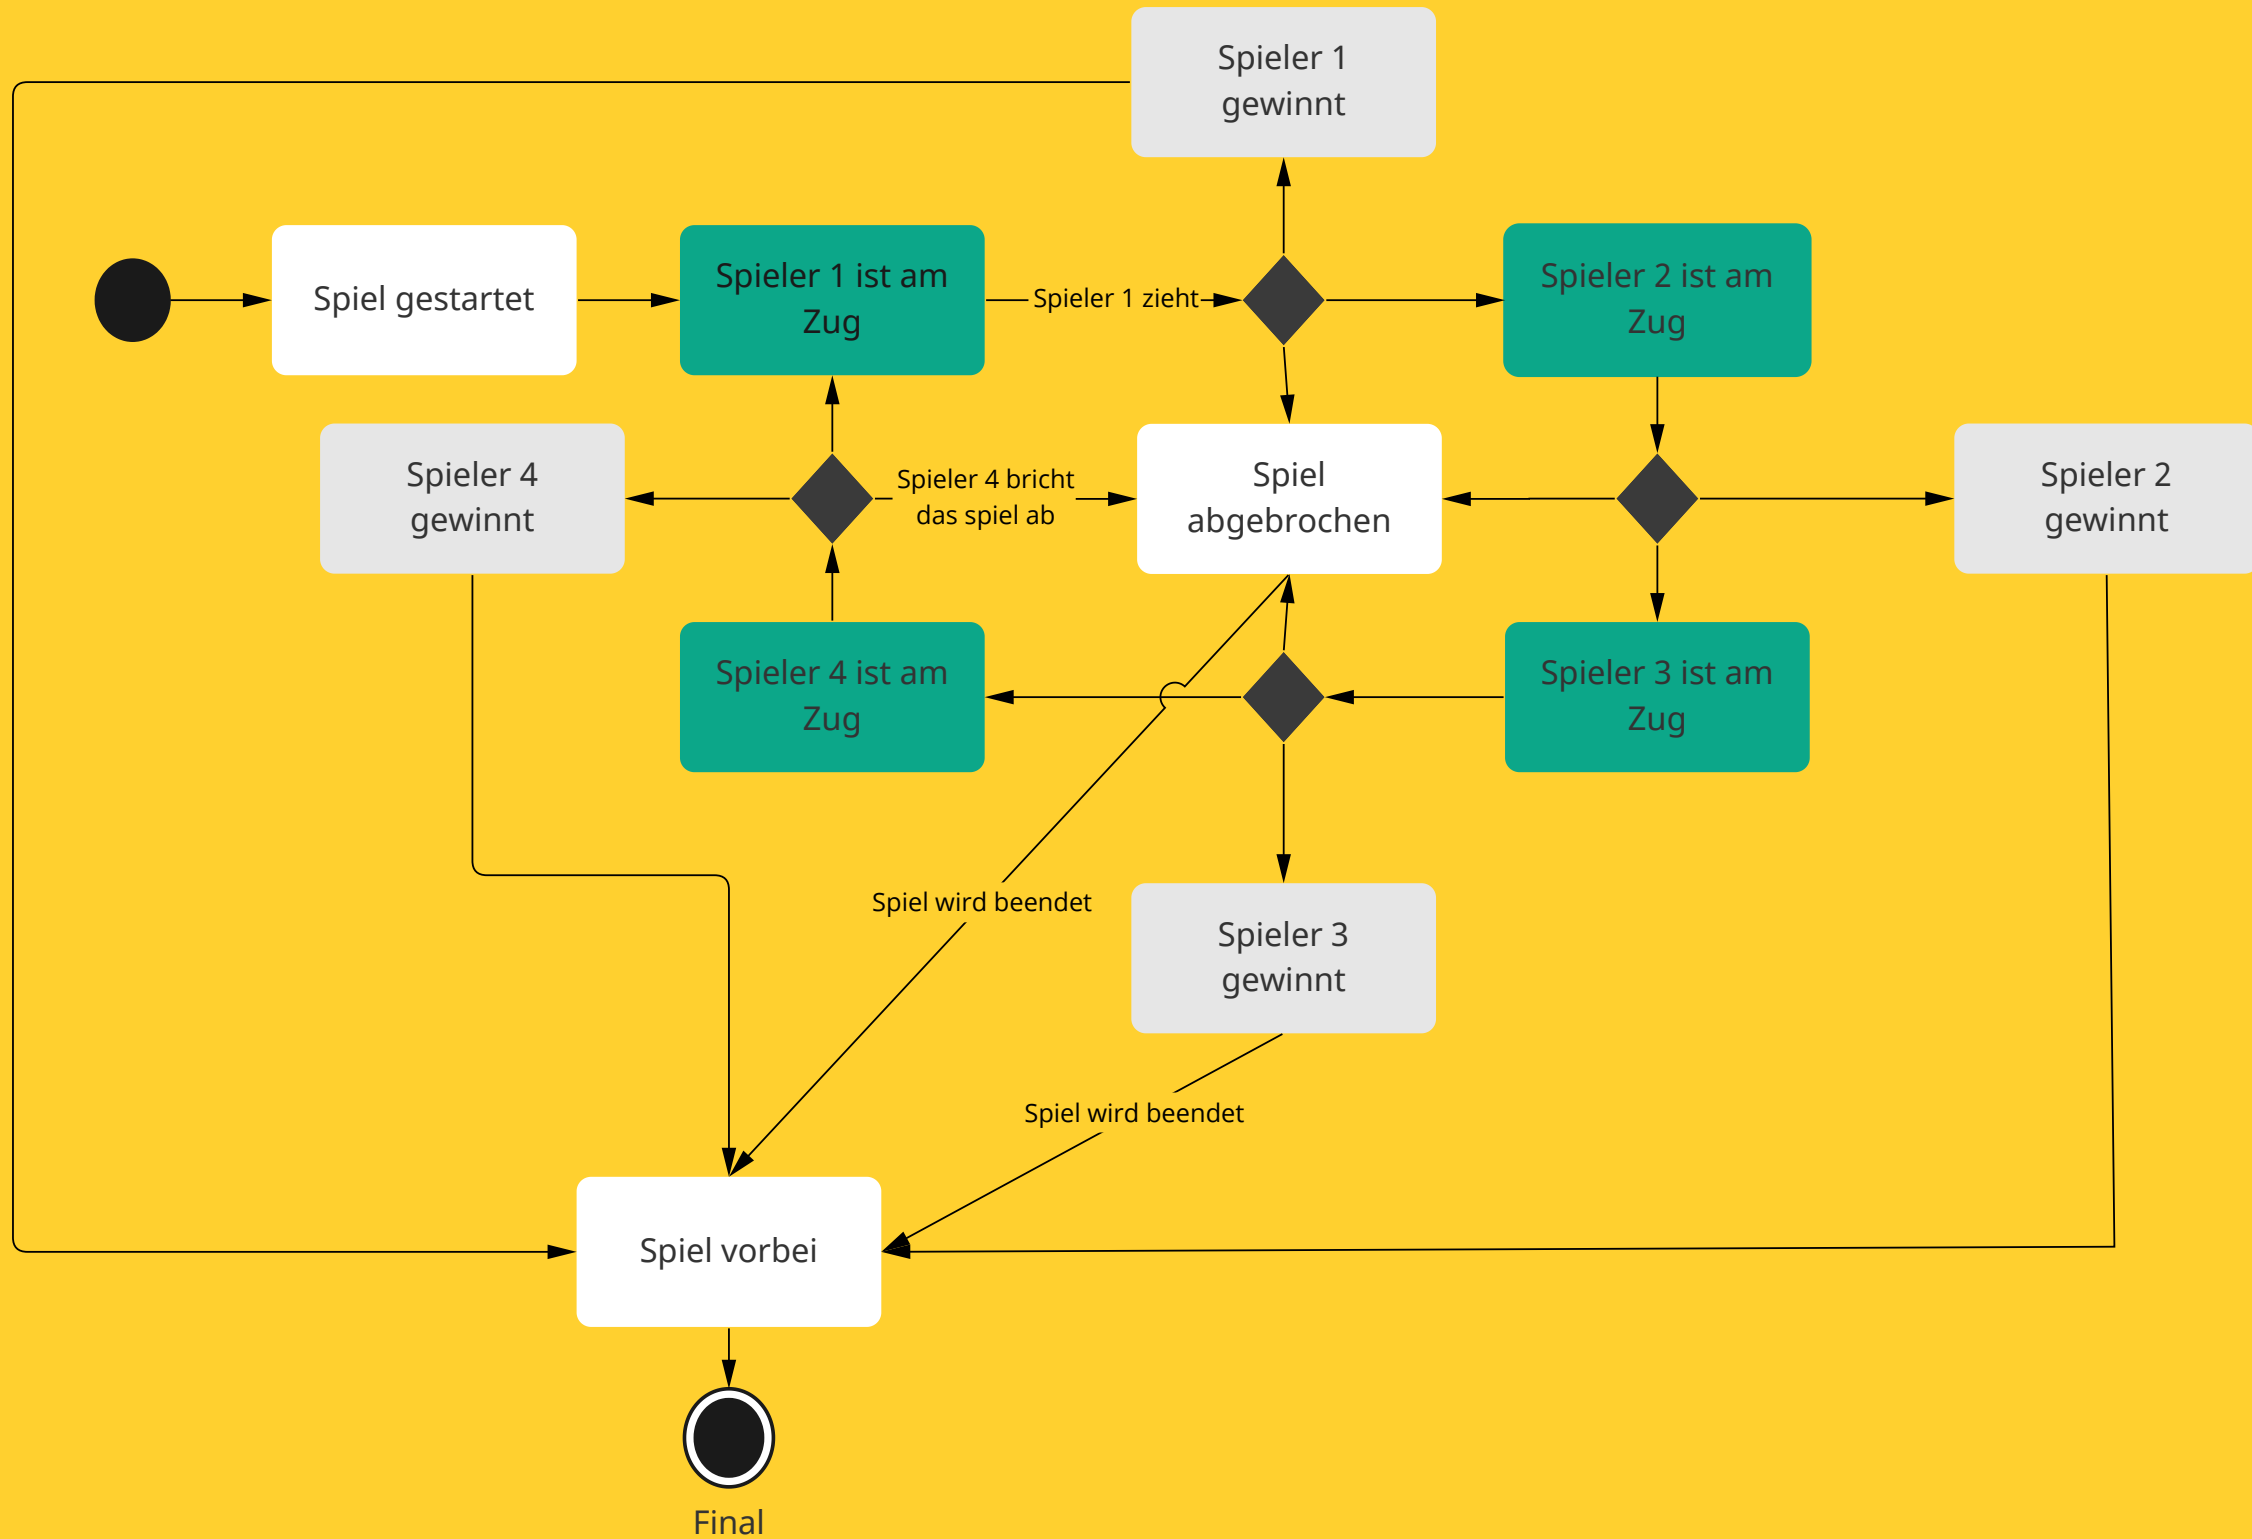 Spieler 1
gewinnt
Spiel gestartet
Spieler 1 ist am
Zug
Spieler 1 zieht
Spieler 2 ist am
Zug
Spieler 4
gewinnt
Spieler 4 bricht
das spiel ab
Spiel
abgebrochen
Spieler 2
gewinnt
Spieler 4 ist am
Zug
Spieler 3 ist am
Zug
Spiel wird beendet
Spieler 3
gewinnt
Spiel wird beendet
Spiel vorbei
Final